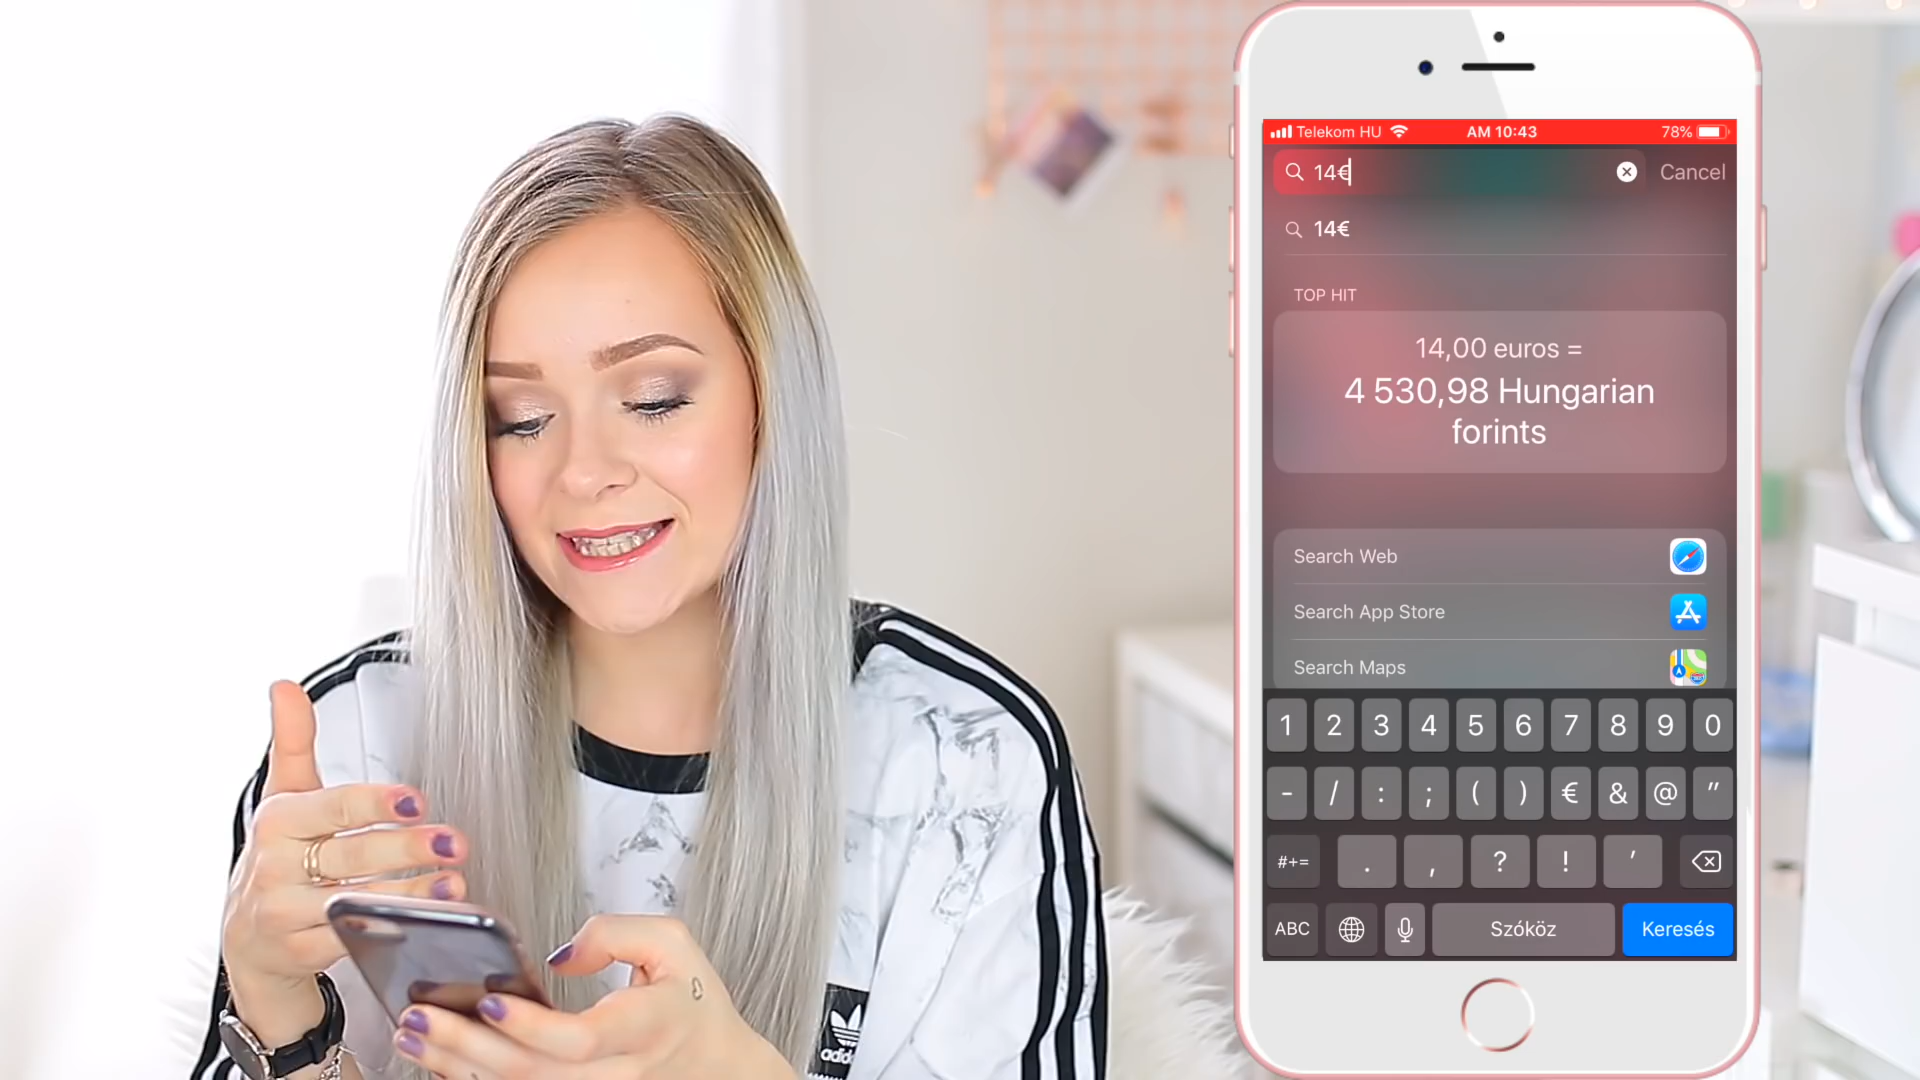 Telekom HU AM 10:43 78%
14€ Cancel
14€
TOP HIT
14,00 euros =
4 530,98 Hungarian
forints
Search Web
Search App Store
Search Maps
1 2 3 4 5 6 7 8 9 0
- / : ; ( ) € & @ "
#+= . , ? ! '
ABC Szóköz Keresés
adidas